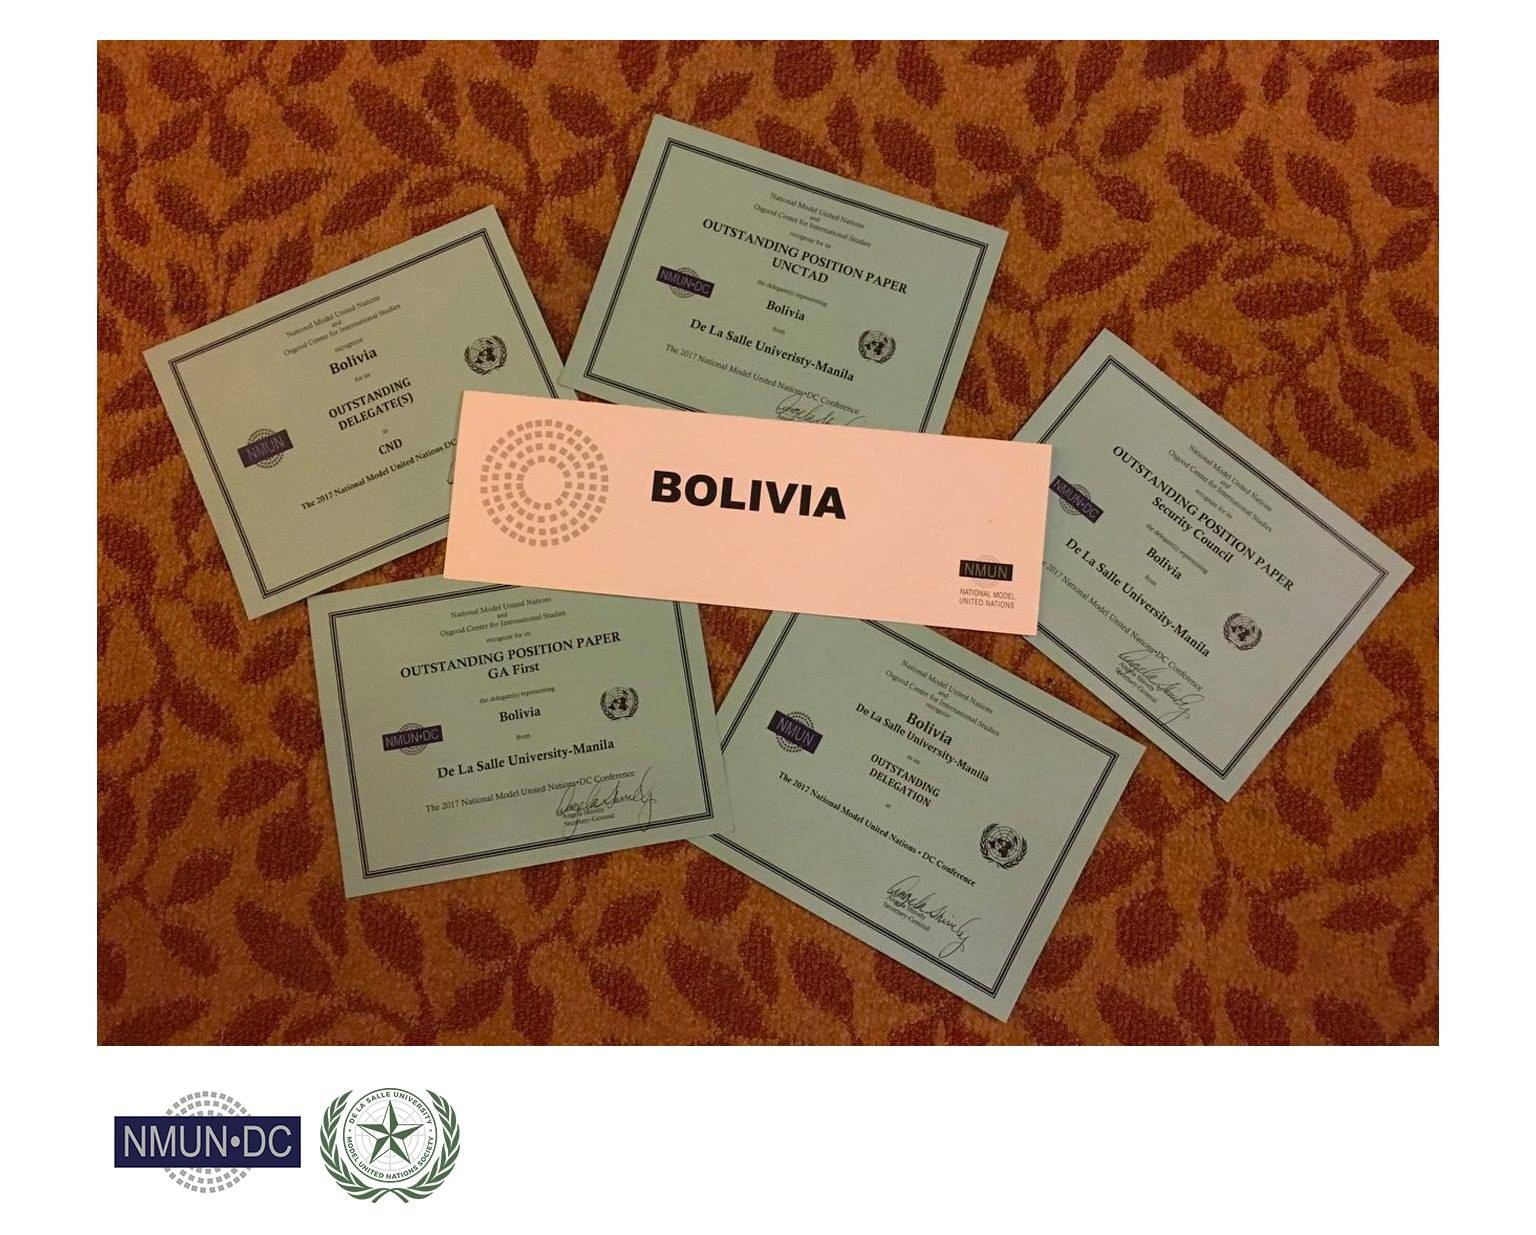 National Model United Nations
and
Osgood Center for International Studies
recognize for its
OUTSTANDING POSITION PAPER
UNCTAD
the delegate(s) representing
Bolivia
from
De La Salle Univeristy-Manila
The 2017 National Model United Nations•DC Conference
NMUN•DC
National Model United Nations
and
Osgood Center for International Studies
recognize
Bolivia
for its
OUTSTANDING
DELEGATE(S)
in
CND
The 2017 National Model United Nations DC
NMUN
BOLIVIA
NMUN
NATIONAL MODEL
UNITED NATIONS
National Model United Nations
and
Osgood Center for International Studies
recognize for its
OUTSTANDING POSITION PAPER
Security Council
the delegate(s) representing
Bolivia
from
De La Salle University-Manila
2017 National Model United Nations•DC Conference
Angela Shively
Secretary-General
NMUN•DC
National Model United Nations
and
Osgood Center for International Studies
recognize for its
OUTSTANDING POSITION PAPER
GA First
the delegate(s) representing
Bolivia
from
De La Salle University-Manila
The 2017 National Model United Nations•DC Conference
Angela Shively
Secretary-General
NMUN•DC
National Model United Nations
and
Osgood Center for International Studies
recognize
Bolivia
De La Salle University-Manila
as an
OUTSTANDING
DELEGATION
at
The 2017 National Model United Nations • DC Conference
Angela Shively
Secretary-General
NMUN
NMUN•DC
DE LA SALLE UNIVERSITY
MODEL UNITED NATIONS SOCIETY